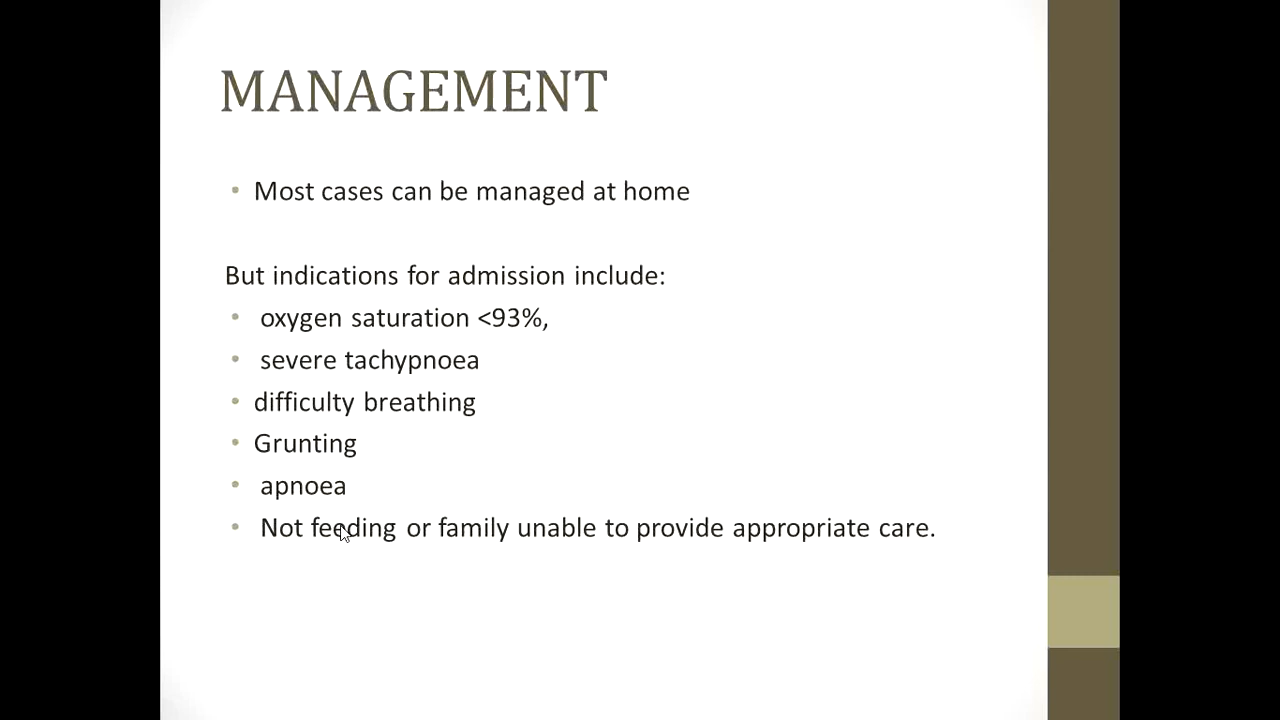 MANAGEMENT
• Most cases can be managed at home
But indications for admission include:
• oxygen saturation <93%,
• severe tachypnoea
• difficulty breathing
• Grunting
• apnoea
• Not feeding or family unable to provide appropriate care.